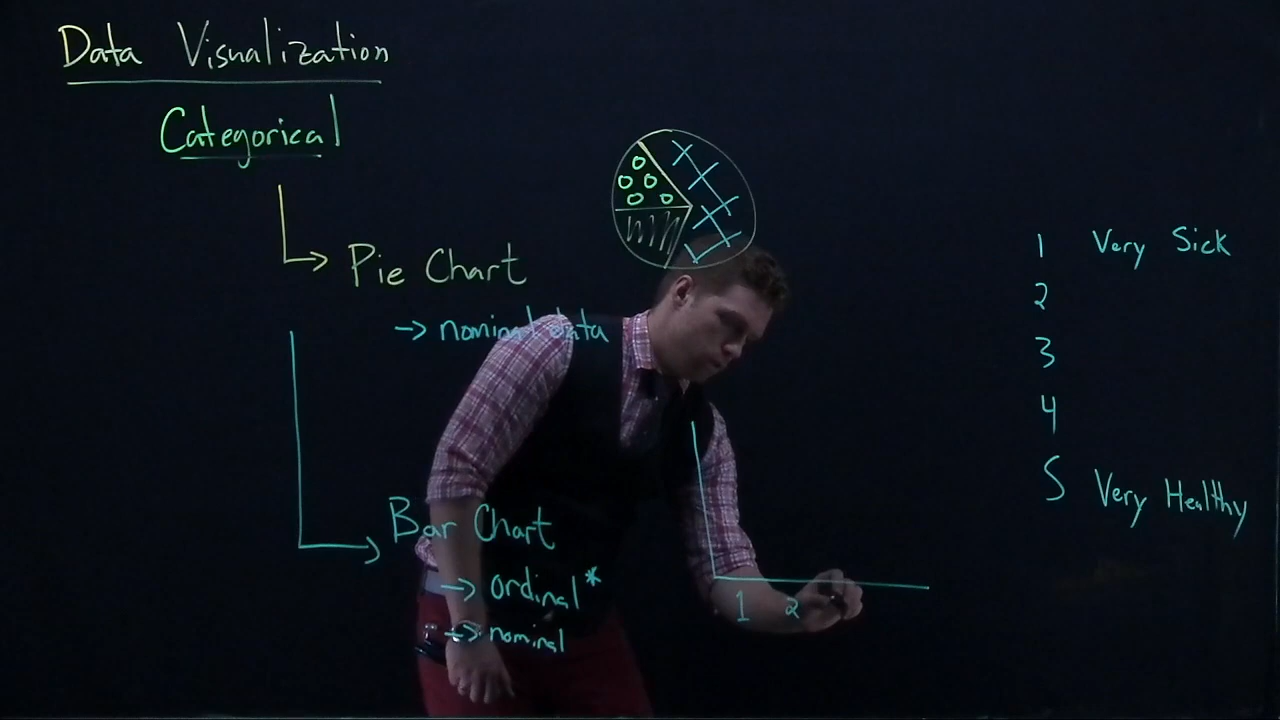 Data Visualization
Categorical
Pie Chart
→ nominal data
Bar Chart
→ ordinal*
→ nominal
1 2
1 Very Sick
2
3
4
5 Very Healthy